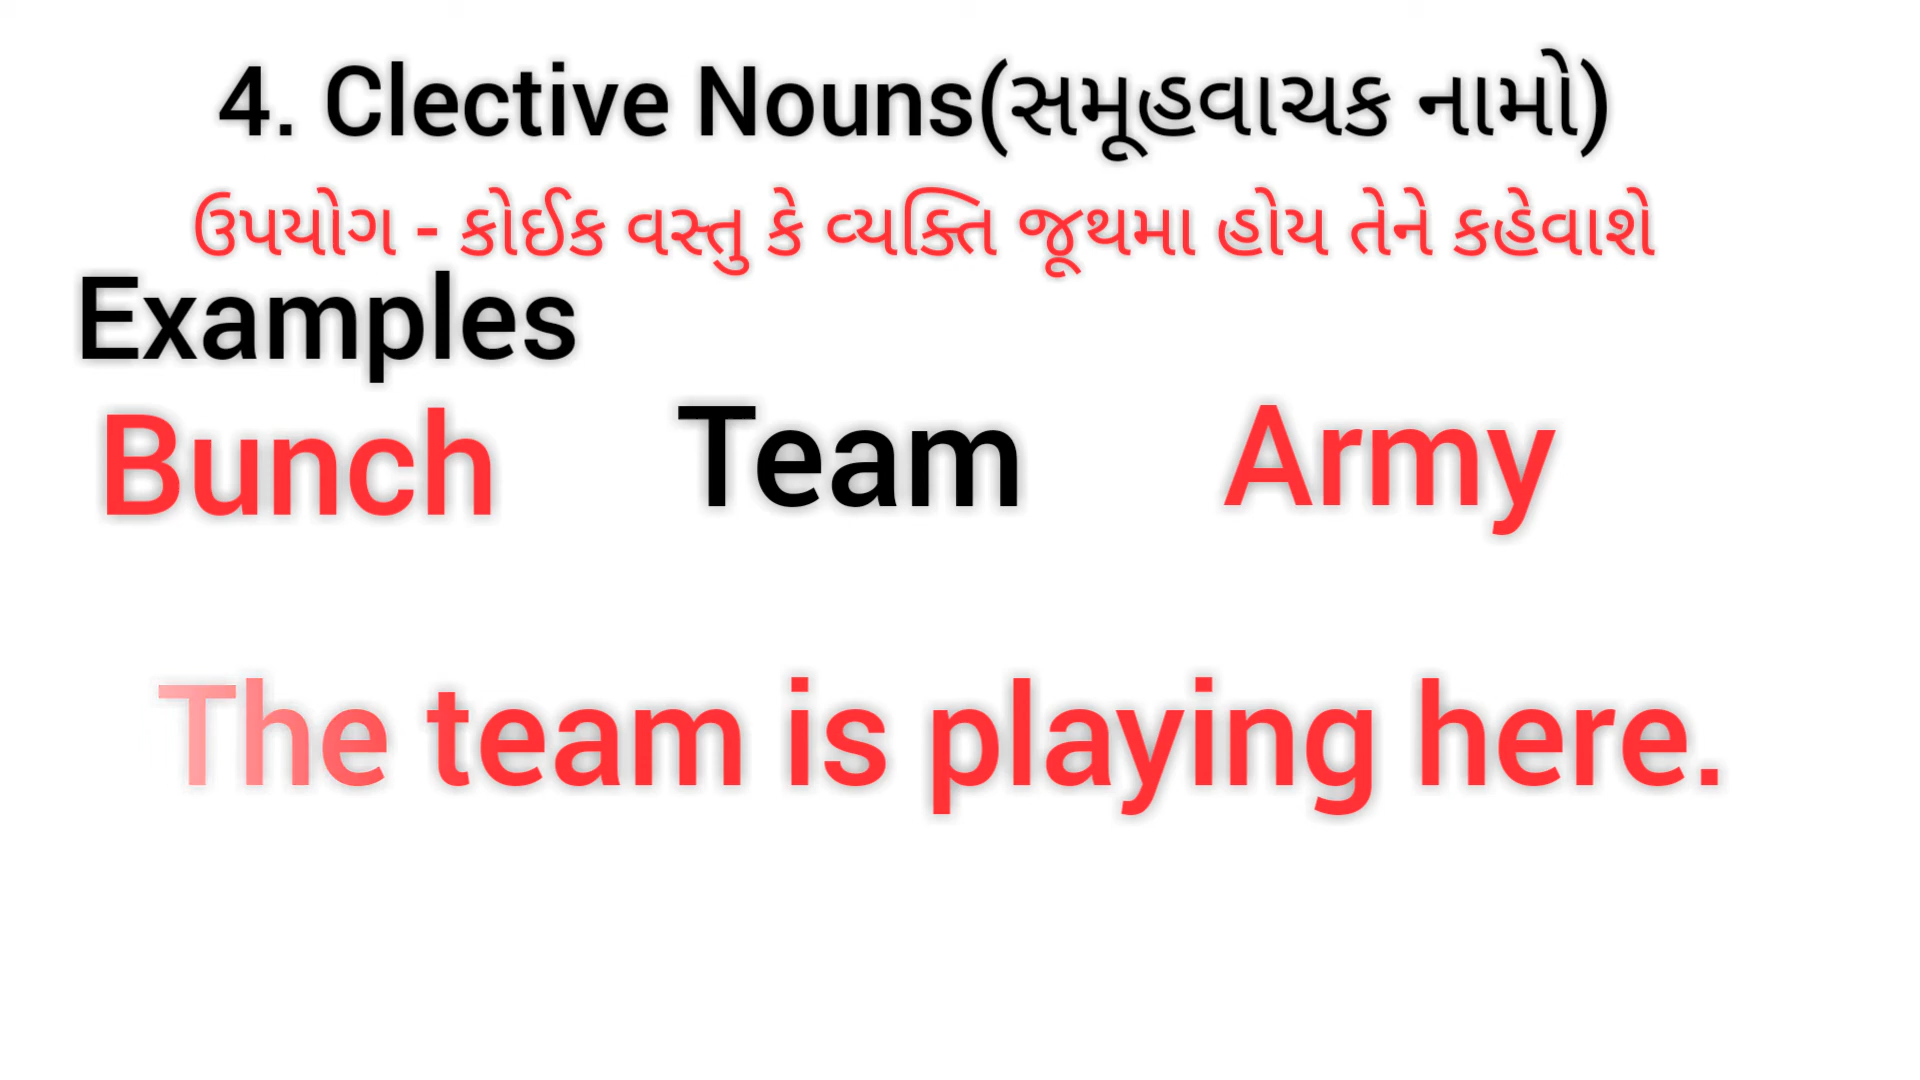 4. Clective Nouns(સમૂહવાચક નામો)
ઉપયોગ - કોઈક વસ્તુ કે વ્યક્તિ જૂથમા હોય તેને કહેવાશે
Examples
Bunch Team Army
The team is playing here.